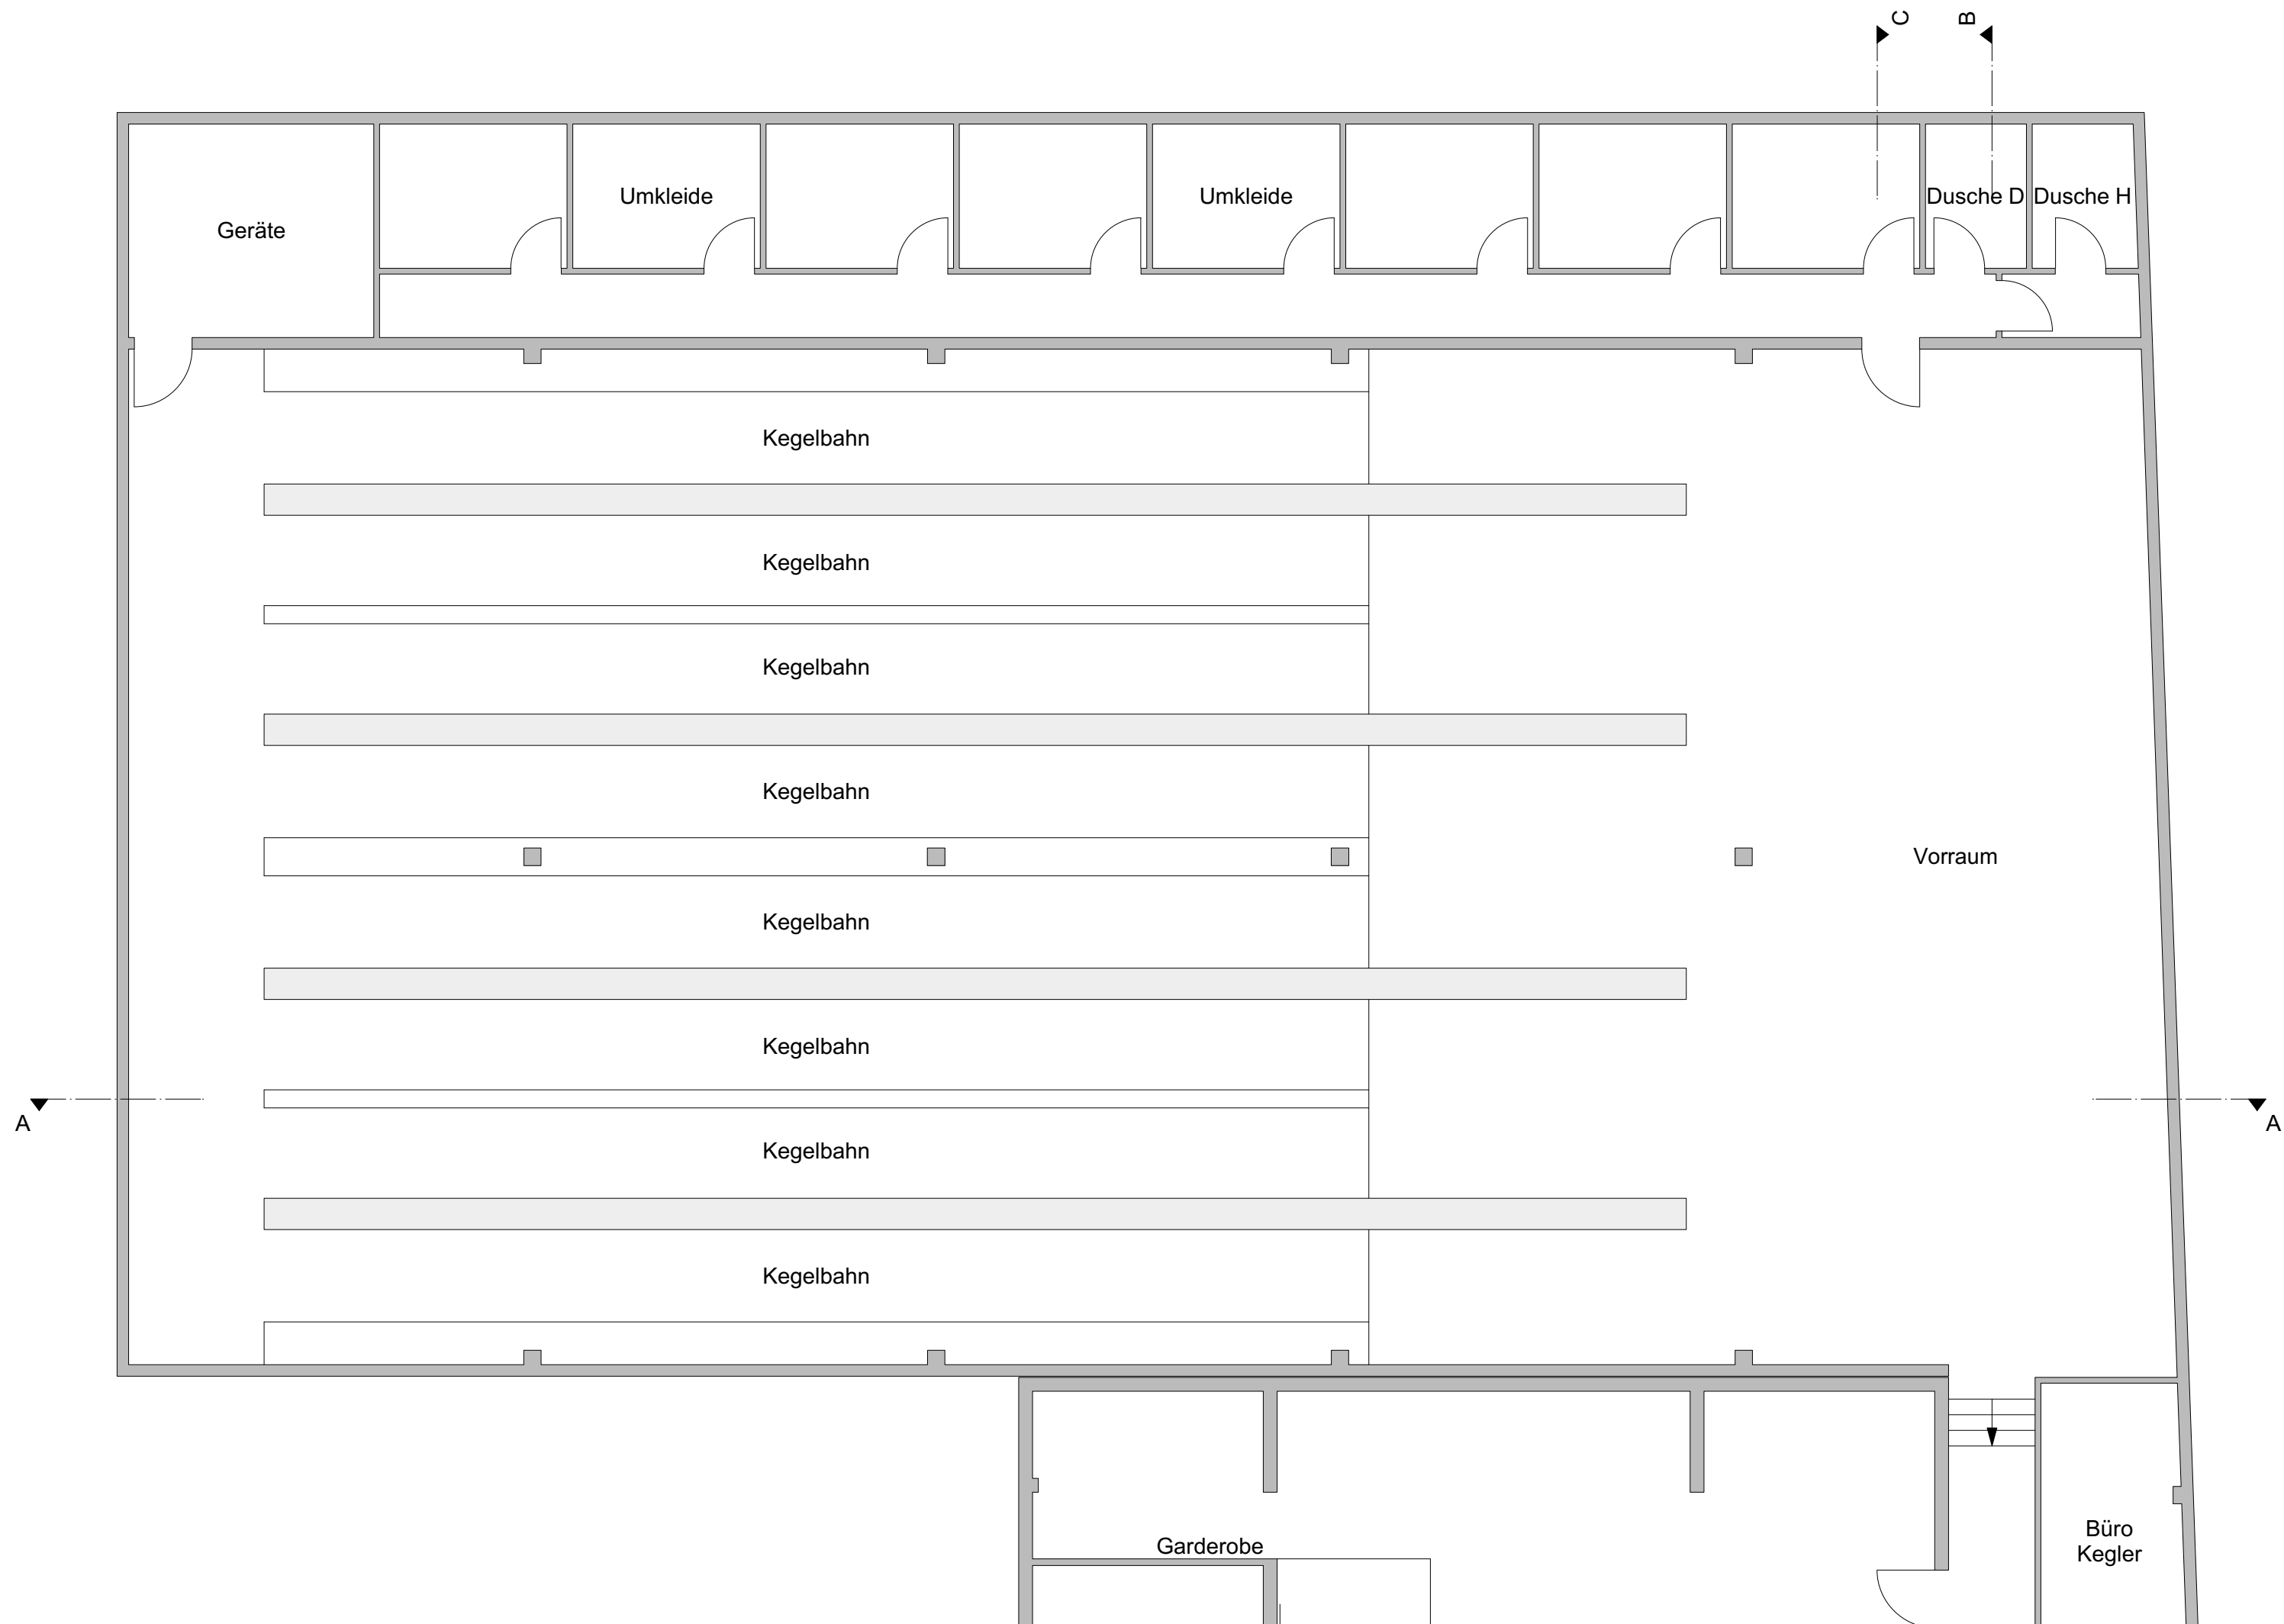 C
B
Umkleide
Umkleide
Dusche D
Dusche H
Geräte
Kegelbahn
Kegelbahn
Kegelbahn
Kegelbahn
Vorraum
Kegelbahn
Kegelbahn
A
A
Kegelbahn
Kegelbahn
Büro
Kegler
Garderobe